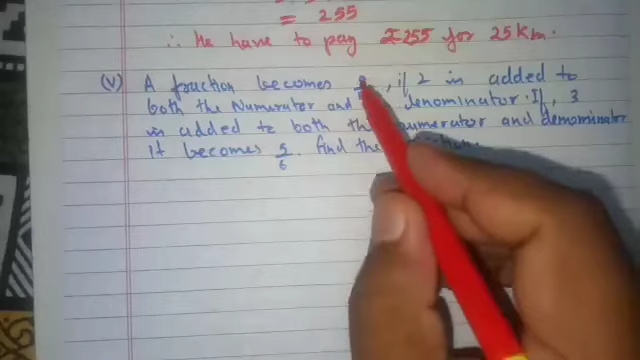 = 255
∴ He have to pay ₹255 for 25 Km.
(V) A fraction becomes , if 2 is added to
both the Numerator and denominator. If, 3
is added to both the numerator and denominator
It becomes 5/6. find the